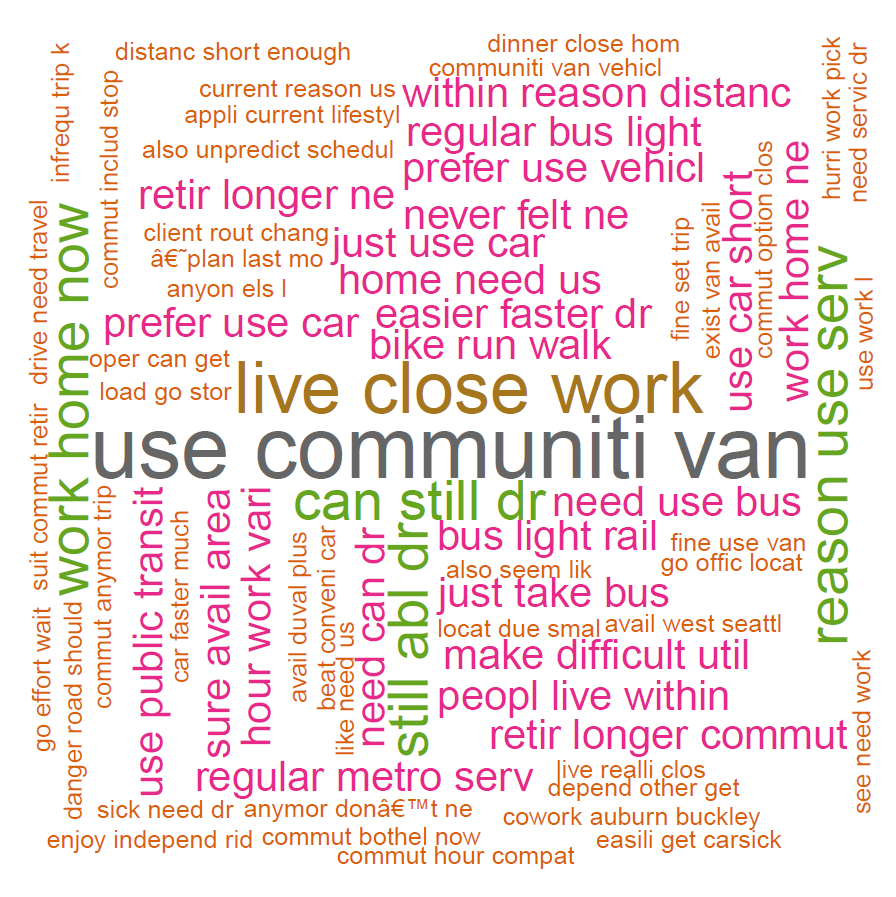 distanc short enough
dinner close hom
communiti van vehicl
current reason us
within reason distanc
appli current lifestyl
regular bus light
also unpredict schedul
prefer use vehicl
retir longer ne
never felt ne
client rout chang
just use car
â€˜plan last mo
home need us
anyon els l
easier faster dr
prefer use car
bike run walk
oper can get
load go stor
live close work
use communiti van
can still dr
need use bus
bus light rail
fine use van
go offic locat
also seem lik
just take bus
locat due smal
avail west seattl
make difficult util
peopl live within
retir longer commut
regular metro serv
live realli clos
depend other get
sick need dr
anymor donâ€™t ne
cowork auburn buckley
enjoy independ rid
commut bothel now
easili get carsick
commut hour compat
infrequ trip k
commut includ stop
drive need travel
work home now
suit commut retir
commut anymor trip
go effort wait
danger road should
use public transit
car faster much
sure avail area
hour work vari
avail duval plus
beat conveni car
like need us
need can dr
still abl dr
fine set trip
exist van avail
use car short
commut option clos
work home ne
hurri work pick
need servic dr
reason use serv
use work l
see need work